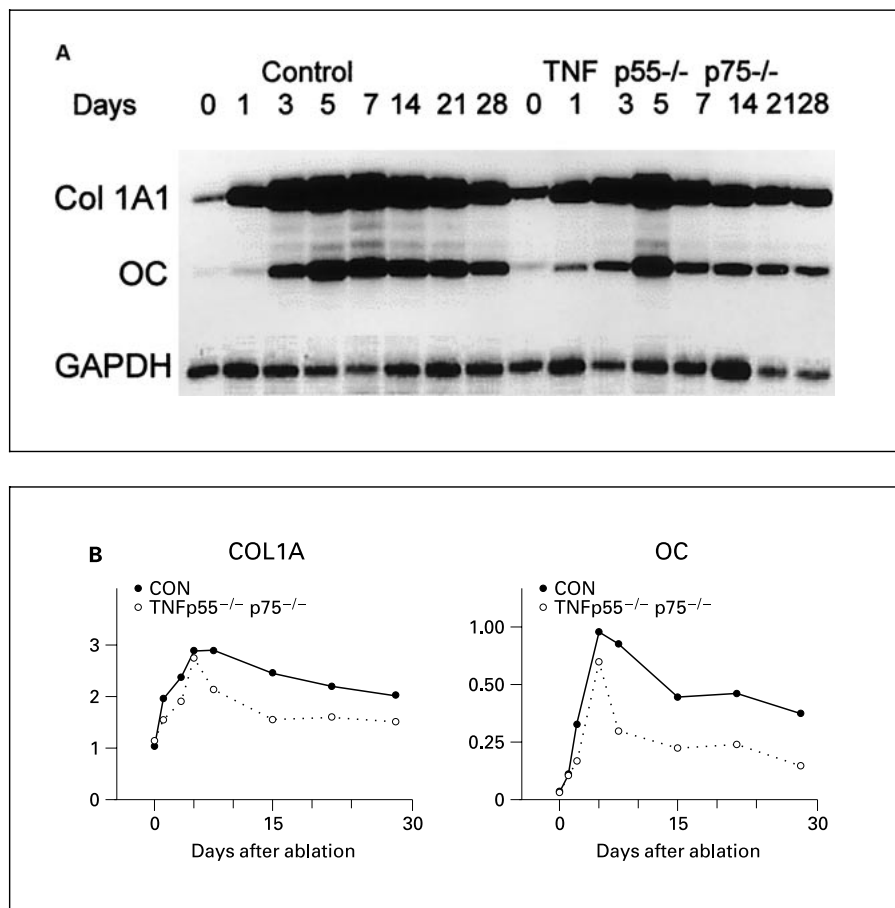 A
Control TNF p55-/- p75-/-
Days 0 1 3 5 7 14 21 28 0 1 3 5 7 14 21 28
Col 1A1
OC
GAPDH
B
COL1A
CON
TNFp55−/− p75−/−
3
2
1
0
0 15 30
Days after ablation
OC
CON
TNFp55−/− p75−/−
1.00
0.50
0.25
0
0 15 30
Days after ablation